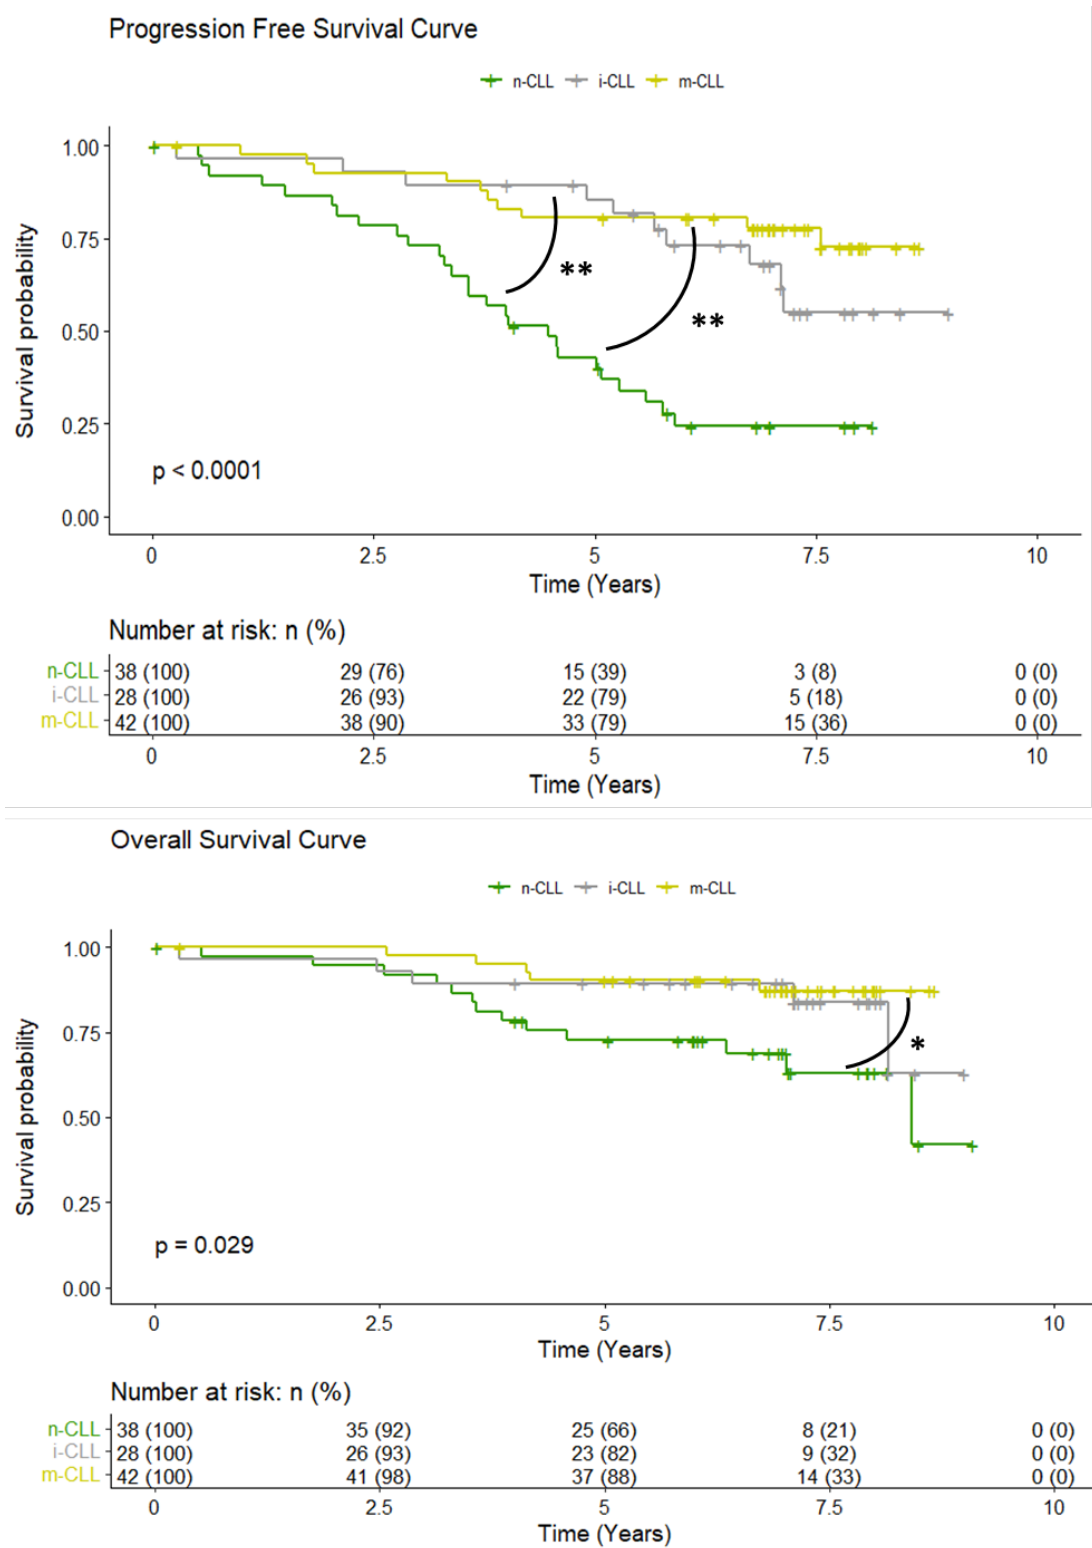 Progression Free Survival Curve
n-CLL i-CLL m-CLL
1.00
0.75
**
**
0.50
0.25
p < 0.0001
0.00
Survival probability
0 2.5 5 7.5 10
Time (Years)
Number at risk: n (%)
n-CLL 38 (100) 29 (76) 15 (39) 3 (8) 0 (0)
i-CLL 28 (100) 26 (93) 22 (79) 5 (18) 0 (0)
m-CLL 42 (100) 38 (90) 33 (79) 15 (36) 0 (0)
0 2.5 5 7.5 10
Time (Years)
Overall Survival Curve
n-CLL i-CLL m-CLL
1.00
0.75
*
0.50
0.25
p = 0.029
0.00
Survival probability
0 2.5 5 7.5 10
Time (Years)
Number at risk: n (%)
n-CLL 38 (100) 35 (92) 25 (66) 8 (21) 0 (0)
i-CLL 28 (100) 26 (93) 23 (82) 9 (32) 0 (0)
m-CLL 42 (100) 41 (98) 37 (88) 14 (33) 0 (0)
0 2.5 5 7.5 10
Time (Years)